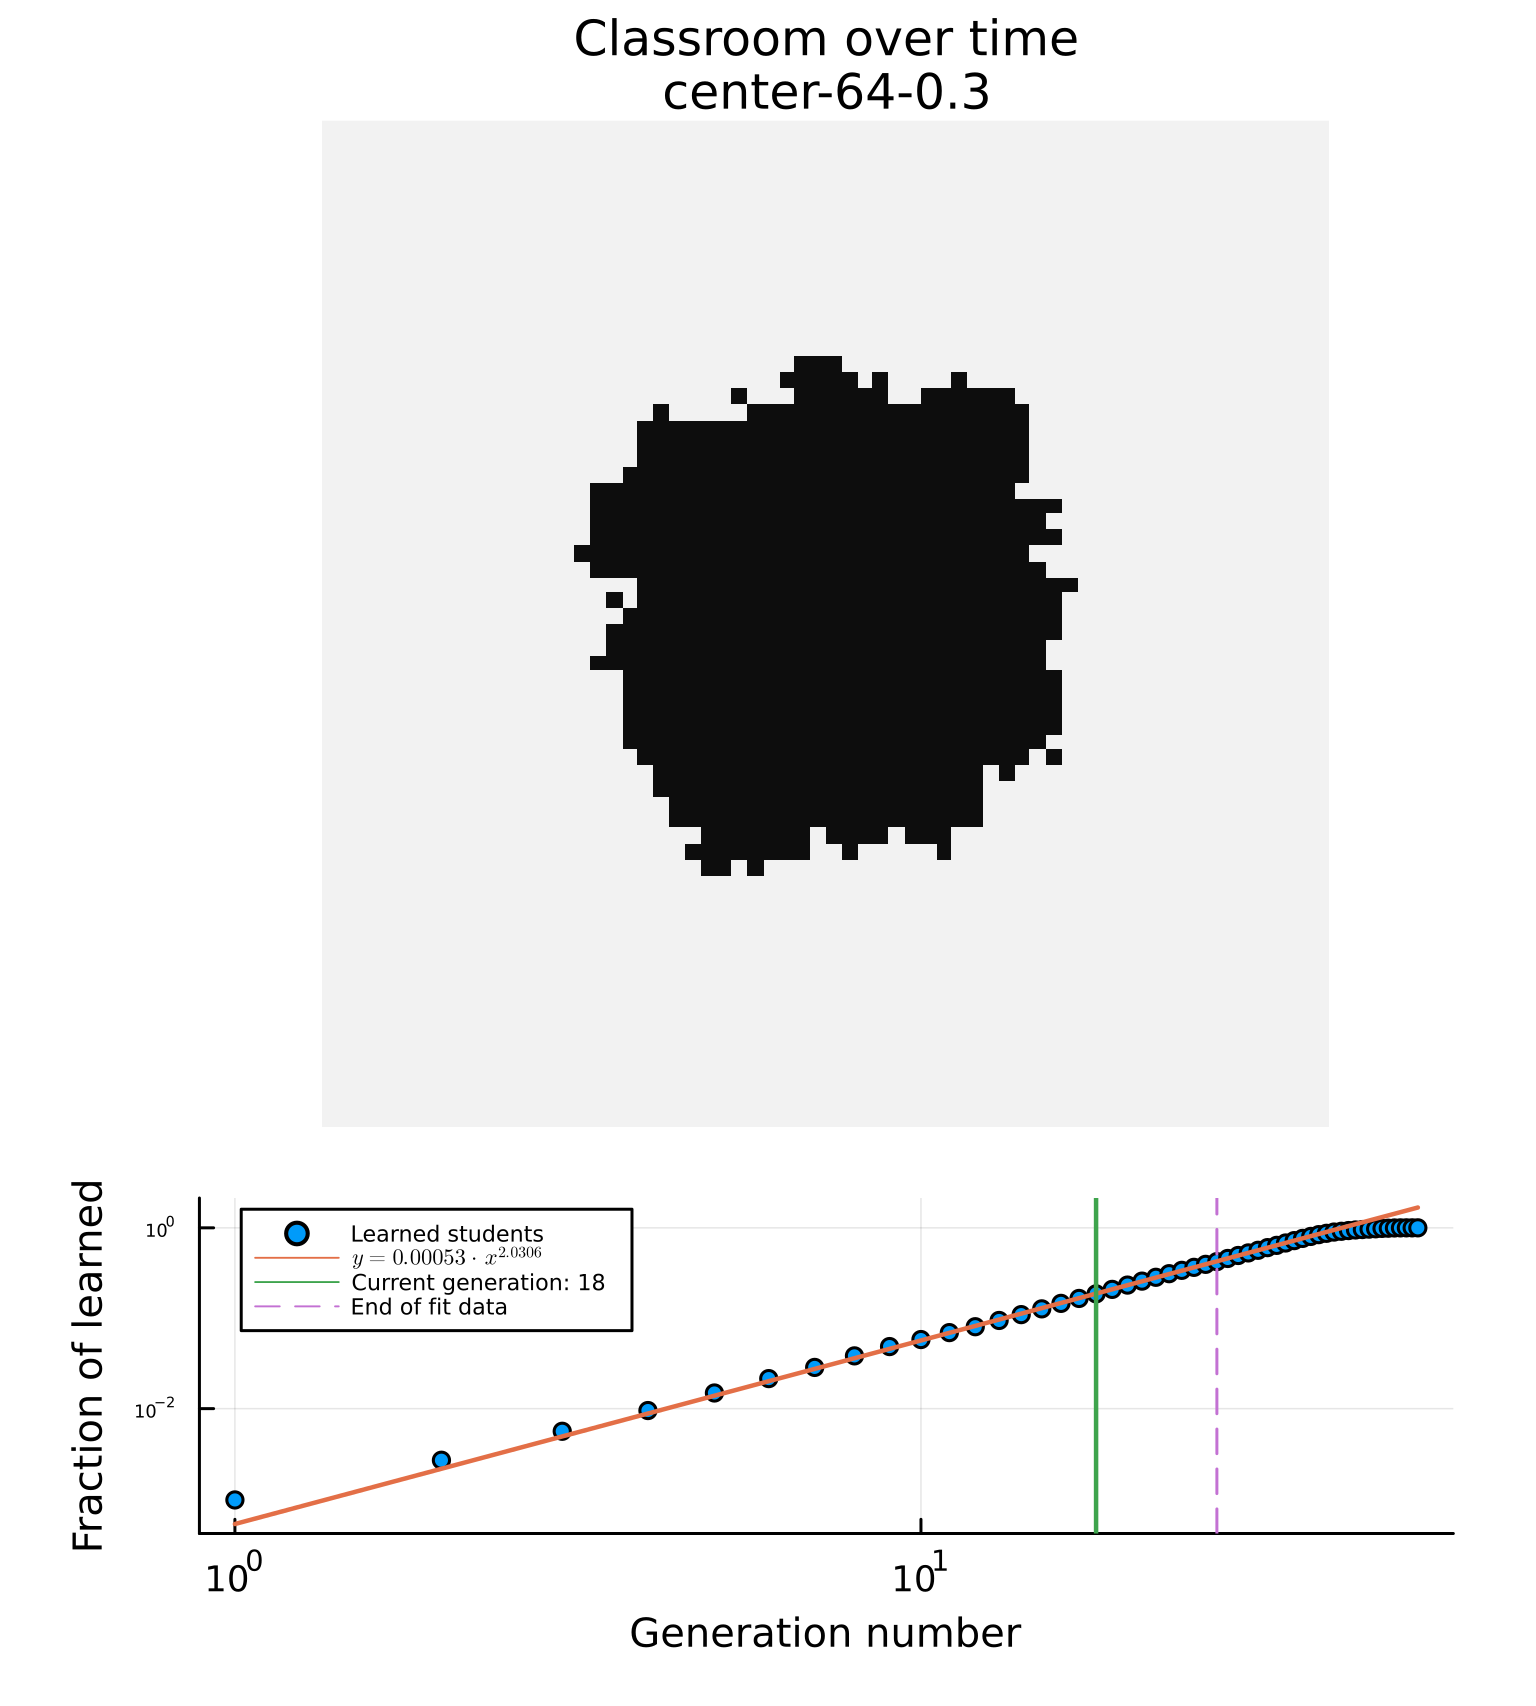 Classroom over time
center-64-0.3
Fraction of learned
10^0
10^-2
Learned students
y = 0.00053 · x^2.0306
Current generation: 18
End of fit data
10^0
10^1
Generation number